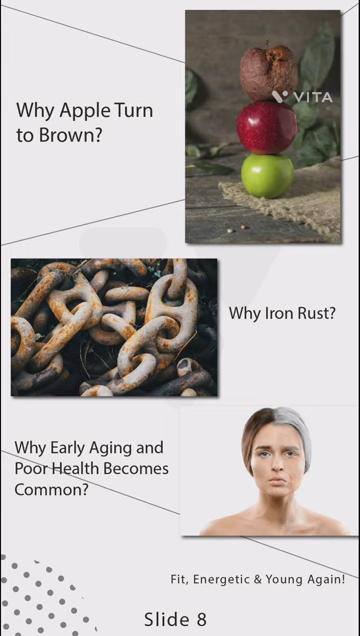 VITA
Why Apple Turn
to Brown?
Why Iron Rust?
Why Early Aging and
Poor Health Becomes
Common?
Fit, Energetic & Young Again!
Slide 8